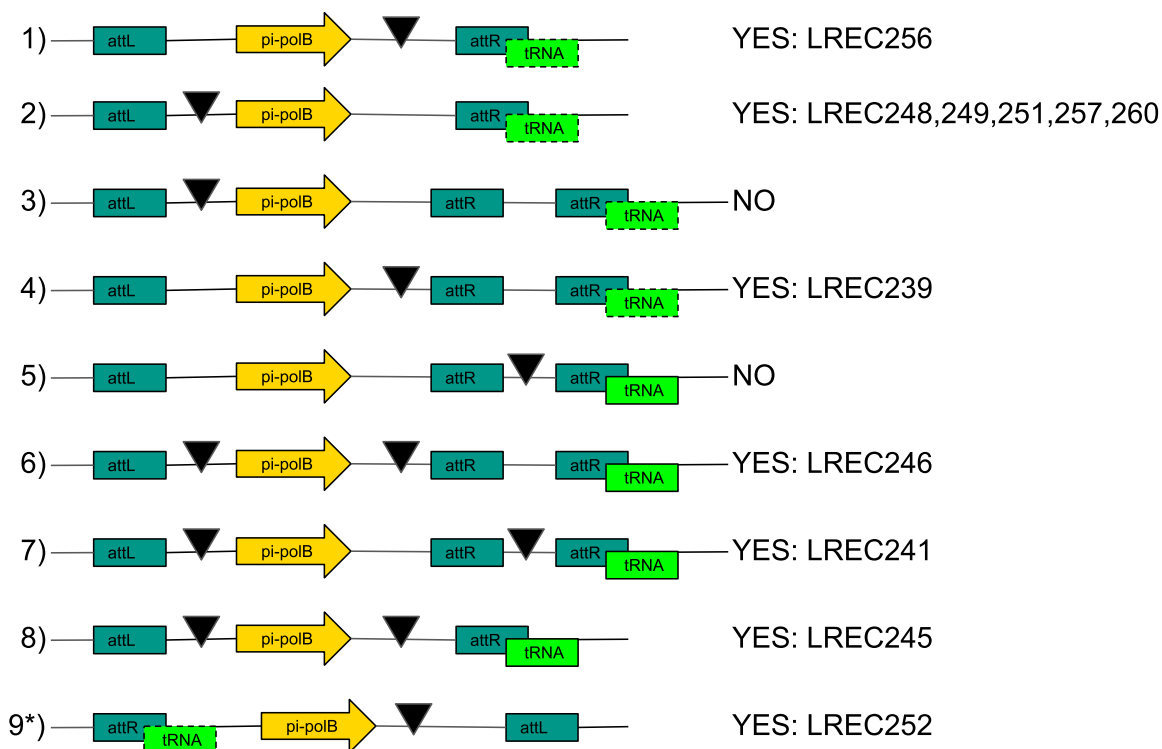 1) attL pi-polB attR tRNA YES: LREC256
2) attL pi-polB attR tRNA YES: LREC248,249,251,257,260
3) attL pi-polB attR attR tRNA NO
4) attL pi-polB attR attR tRNA YES: LREC239
5) attL pi-polB attR attR tRNA NO
6) attL pi-polB attR attR tRNA YES: LREC246
7) attL pi-polB attR attR tRNA YES: LREC241
8) attL pi-polB attR tRNA YES: LREC245
9*) attR tRNA pi-polB attL YES: LREC252